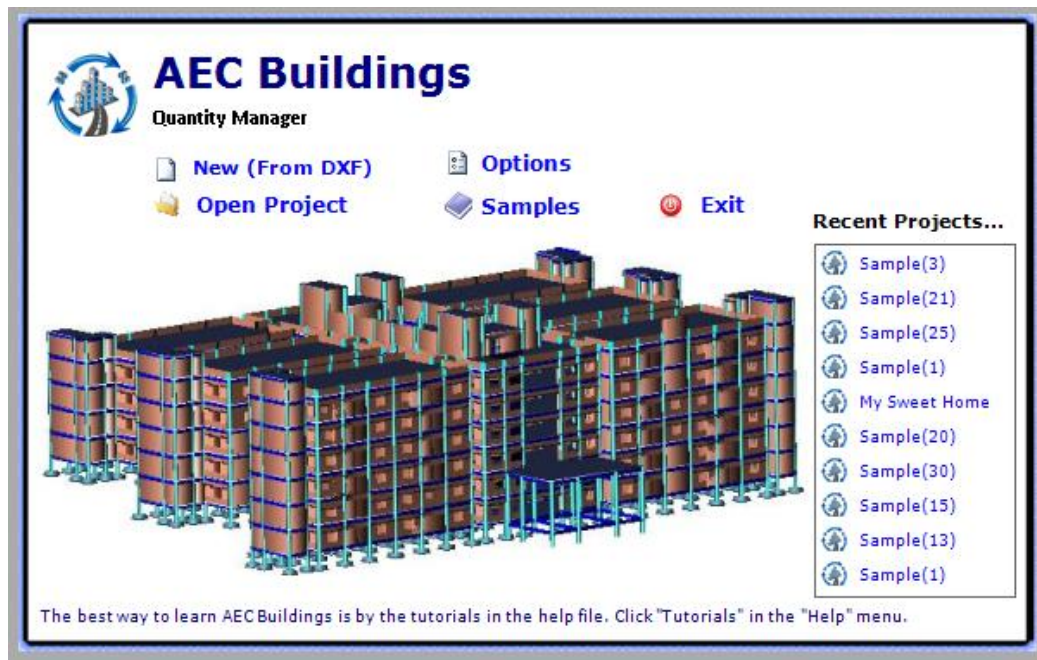 AEC Buildings
Quantity Manager
New (From DXF)
Options
Open Project
Samples
Exit
Recent Projects...
Sample(3)
Sample(21)
Sample(25)
Sample(1)
My Sweet Home
Sample(20)
Sample(30)
Sample(15)
Sample(13)
Sample(1)
The best way to learn AEC Buildings is by the tutorials in the help file. Click "Tutorials" in the "Help" menu.